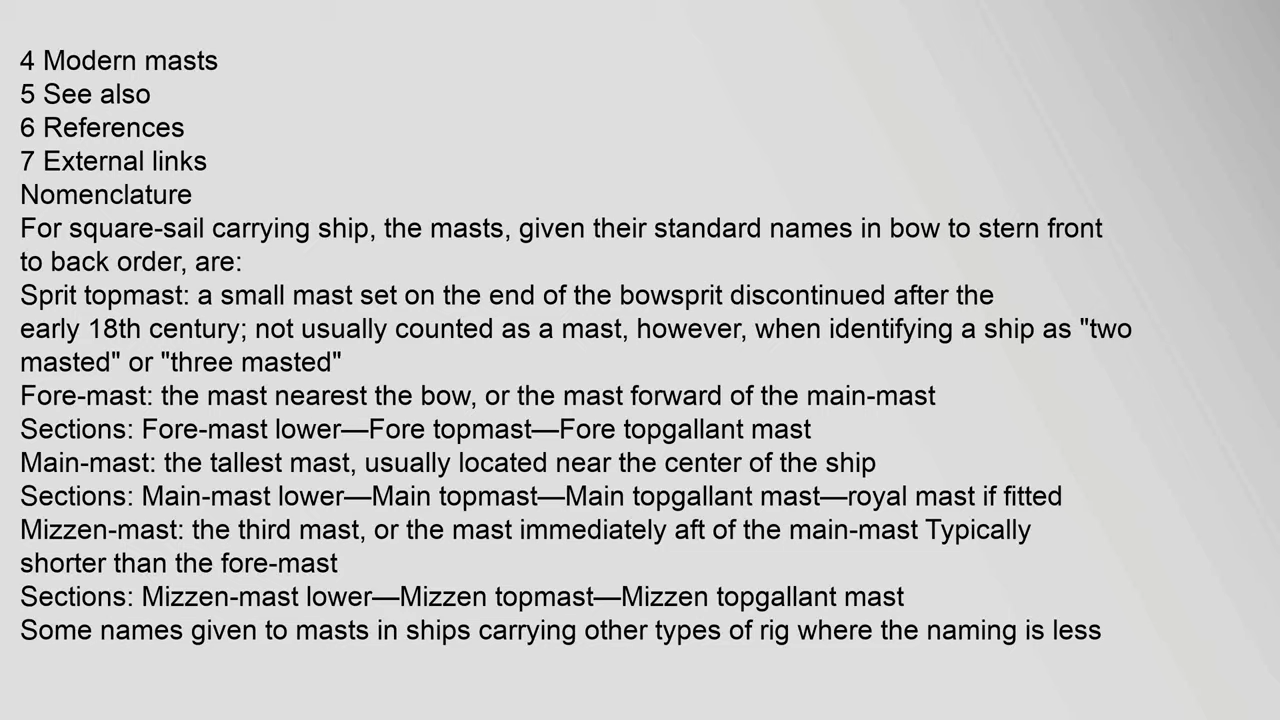 4 Modern masts
5 See also
6 References
7 External links
Nomenclature
For square-sail carrying ship, the masts, given their standard names in bow to stern front
to back order, are:
Sprit topmast: a small mast set on the end of the bowsprit discontinued after the
early 18th century; not usually counted as a mast, however, when identifying a ship as "two
masted" or "three masted"
Fore-mast: the mast nearest the bow, or the mast forward of the main-mast
Sections: Fore-mast lower—Fore topmast—Fore topgallant mast
Main-mast: the tallest mast, usually located near the center of the ship
Sections: Main-mast lower—Main topmast—Main topgallant mast—royal mast if fitted
Mizzen-mast: the third mast, or the mast immediately aft of the main-mast Typically
shorter than the fore-mast
Sections: Mizzen-mast lower—Mizzen topmast—Mizzen topgallant mast
Some names given to masts in ships carrying other types of rig where the naming is less